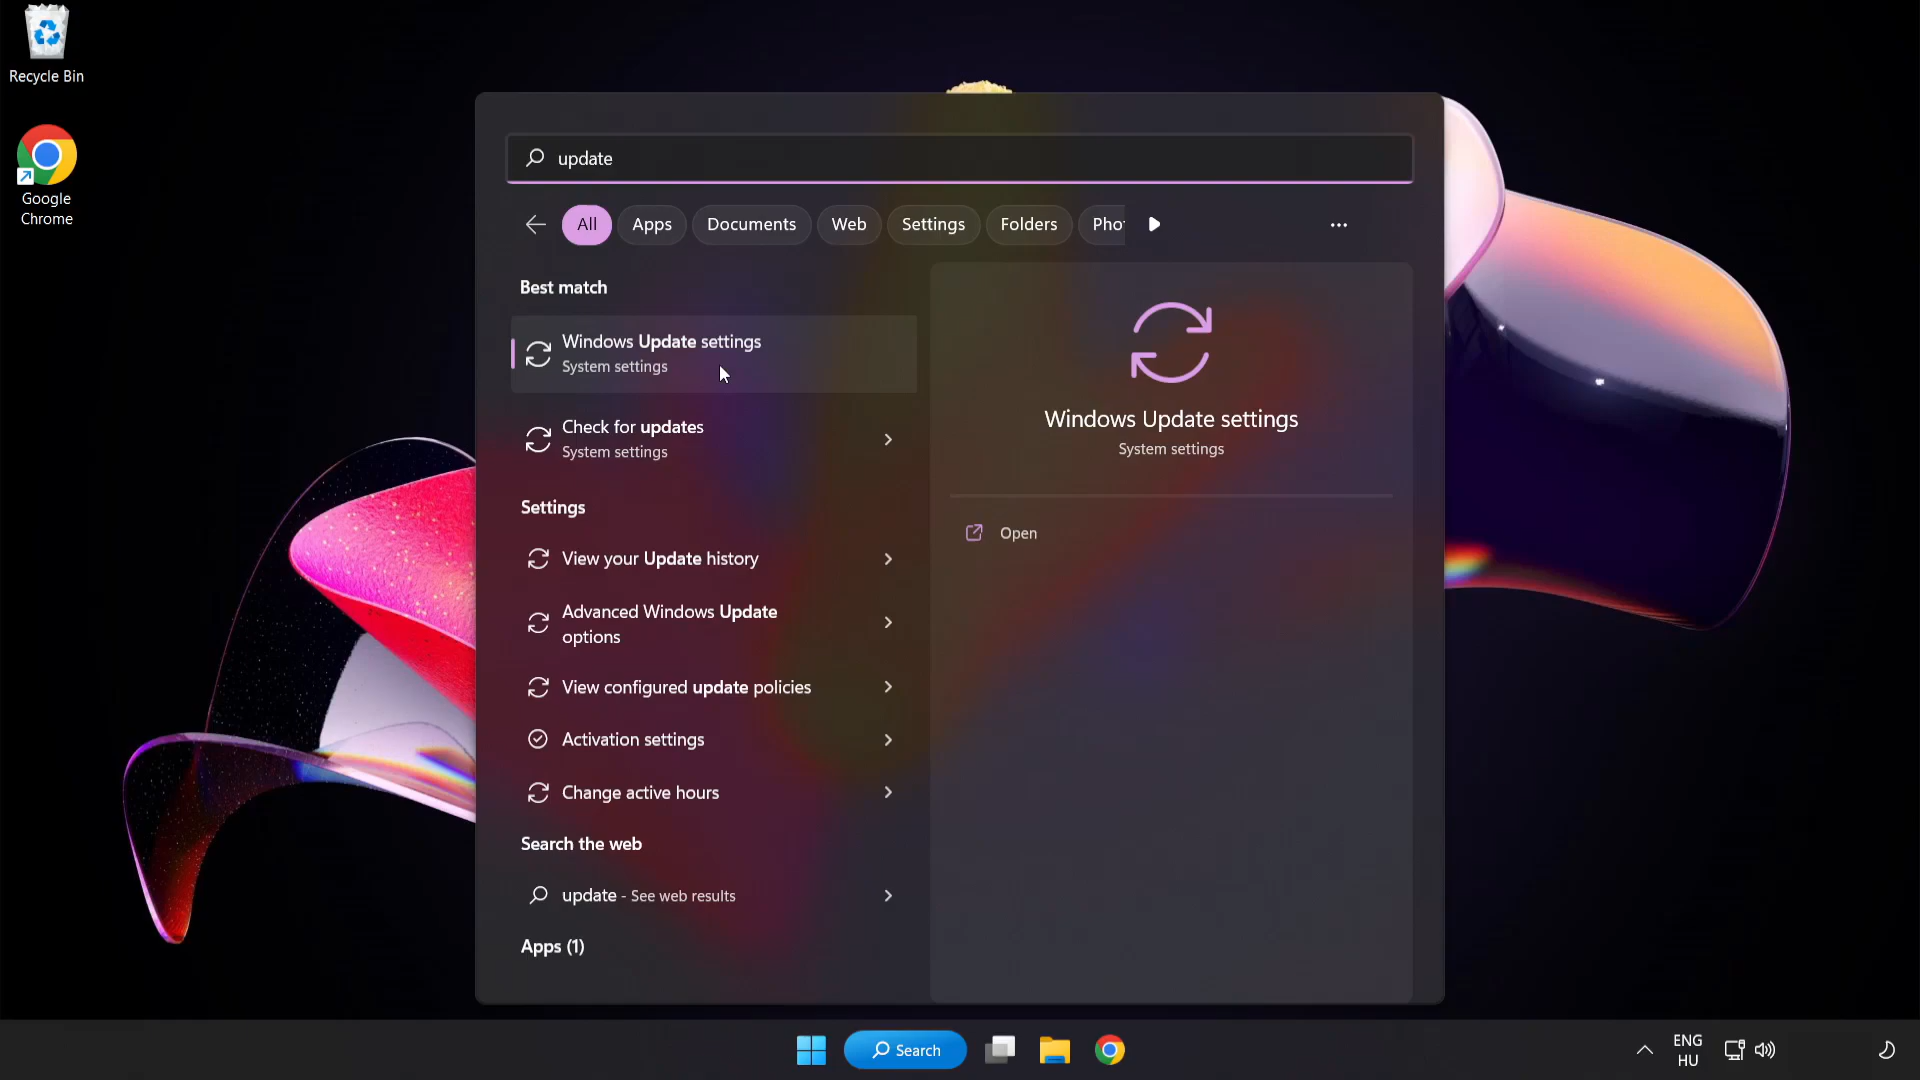 Recycle Bin
Google
Chrome
update
All
Apps
Documents
Web
Settings
Folders
Pho
Best match
Windows Update settings
System settings
Check for updates
System settings
Settings
View your Update history
Advanced Windows Update
options
View configured update policies
Activation settings
Change active hours
Search the web
update - See web results
Apps (1)
Windows Update settings
System settings
Open
Search
ENG
HU